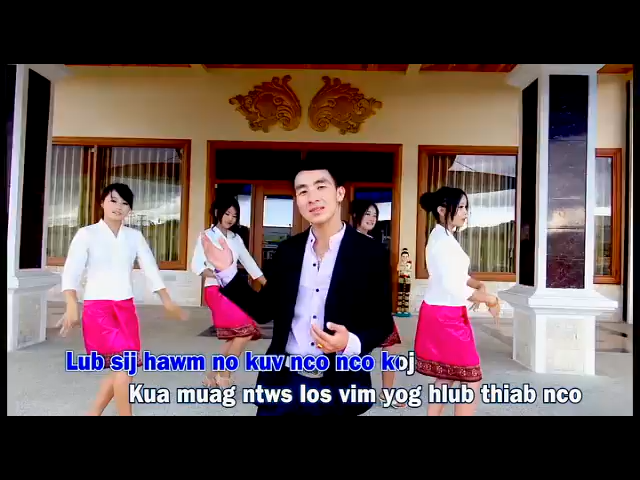 Lub sij hawm no kuv nco nco koj
Kua muag ntws los vim yog hlub thiab nco